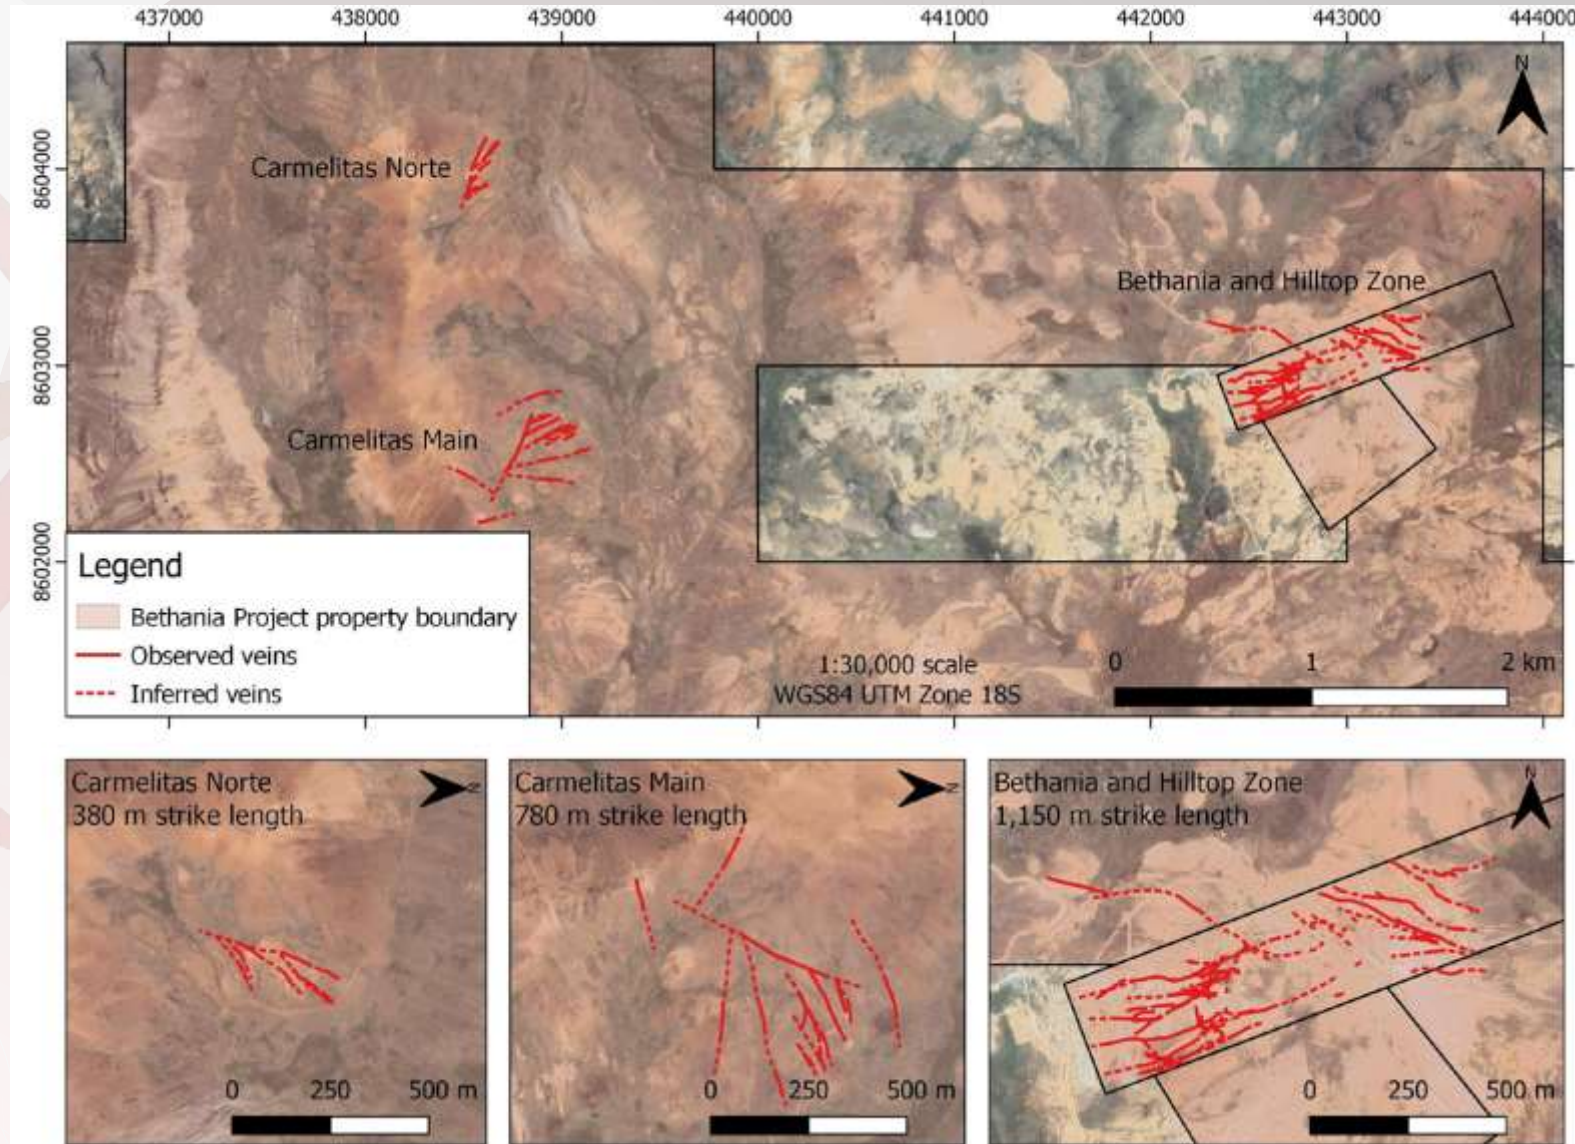 437000 438000 439000 440000 441000 442000 443000 444000
N
8604000
Carmelitas Norte
Bethania and Hilltop Zone
8603000
Carmelitas Main
8602000
Legend
Bethania Project property boundary
Observed veins
Inferred veins
1:30,000 scale
WGS84 UTM Zone 18S
0 1 2 km
Carmelitas Norte
380 m strike length
N
0 250 500 m
Carmelitas Main
780 m strike length
N
0 250 500 m
Bethania and Hilltop Zone
1,150 m strike length
N
0 250 500 m